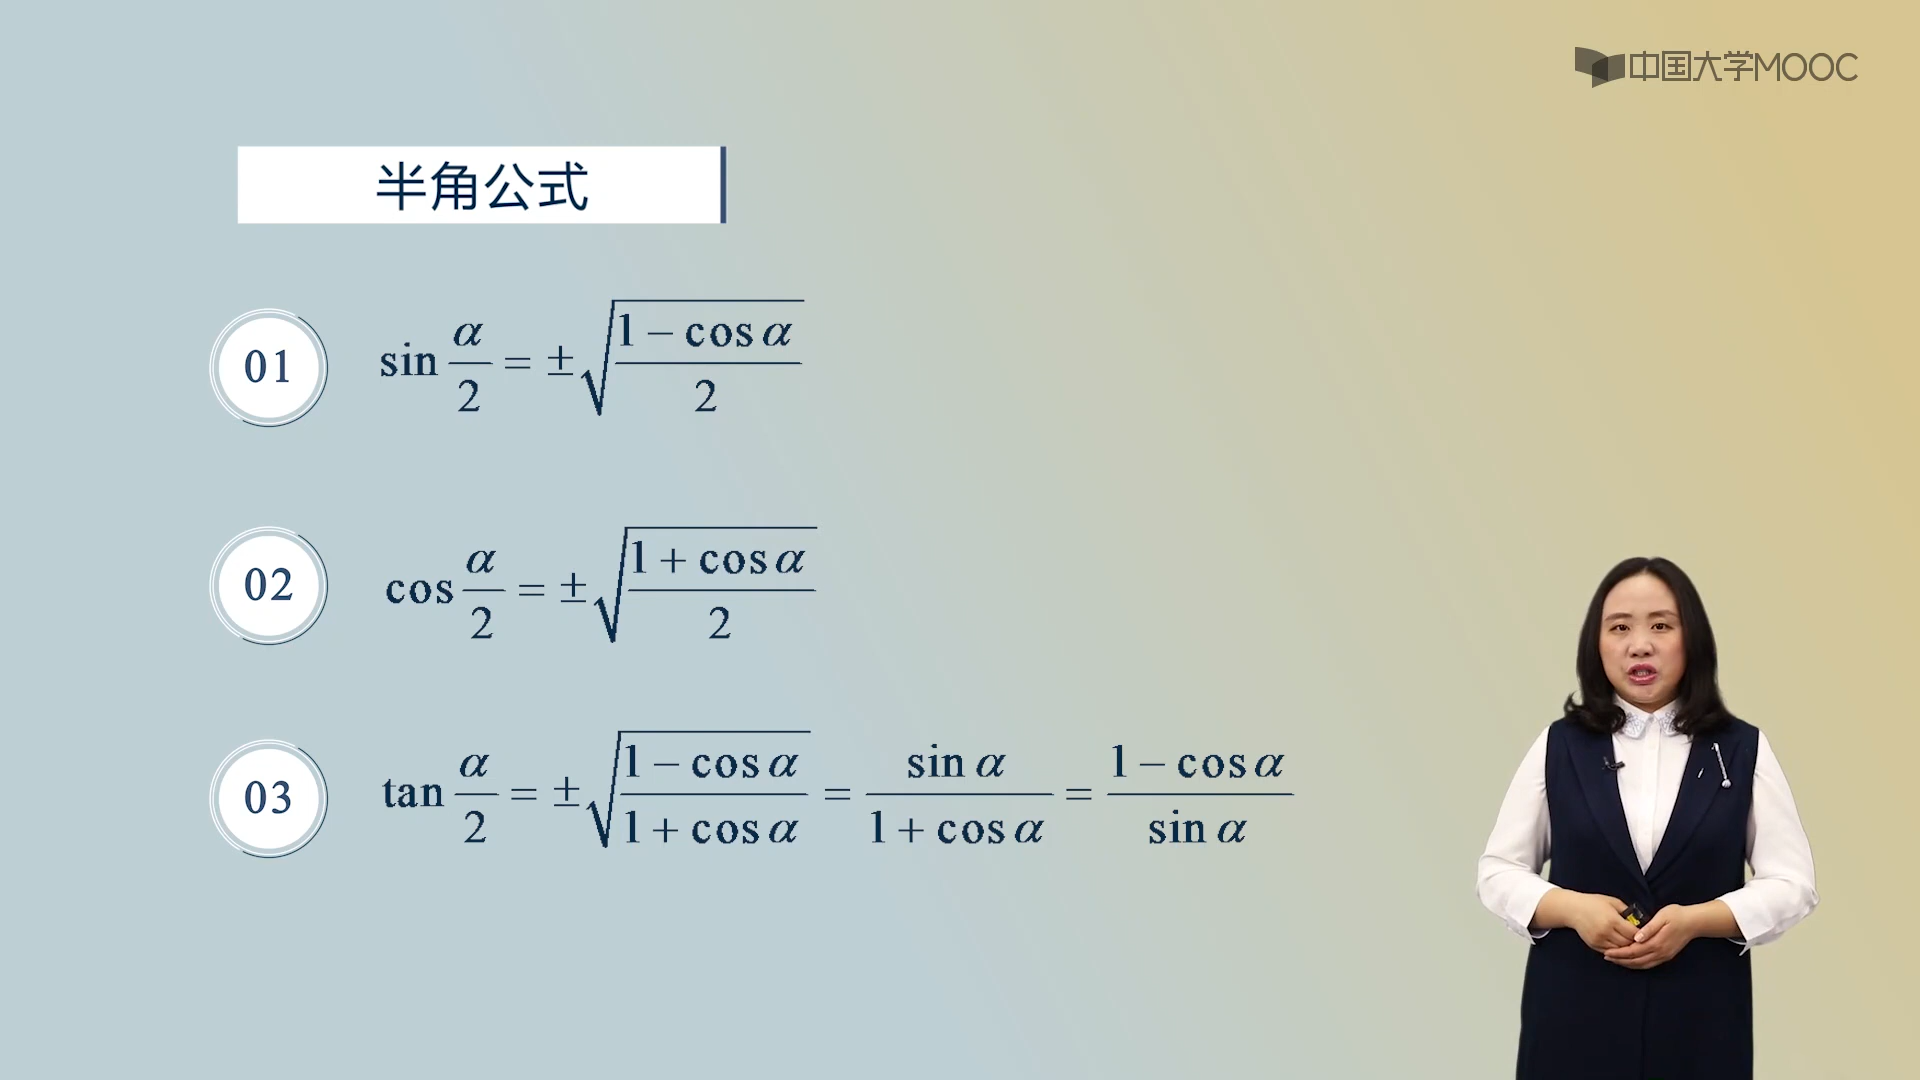 中国大学MOOC
半角公式
01 sin α/2 = ±√((1 − cos α)/2)
02 cos α/2 = ±√((1 + cos α)/2)
03 tan α/2 = ±√((1 − cos α)/(1 + cos α)) = sin α/(1 + cos α) = (1 − cos α)/sin α